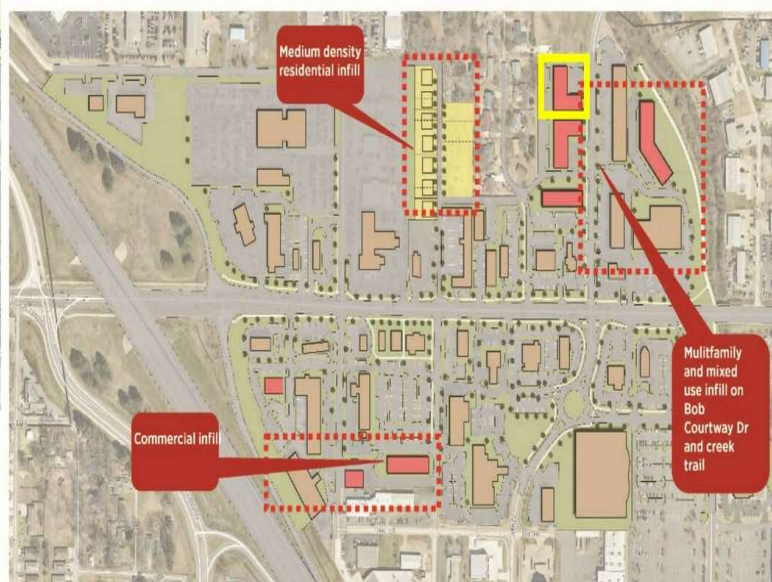 Medium density
residential infill
Commercial infill
Mulitfamily
and mixed
use infill on
Bob
Courtway Dr
and creek
trail